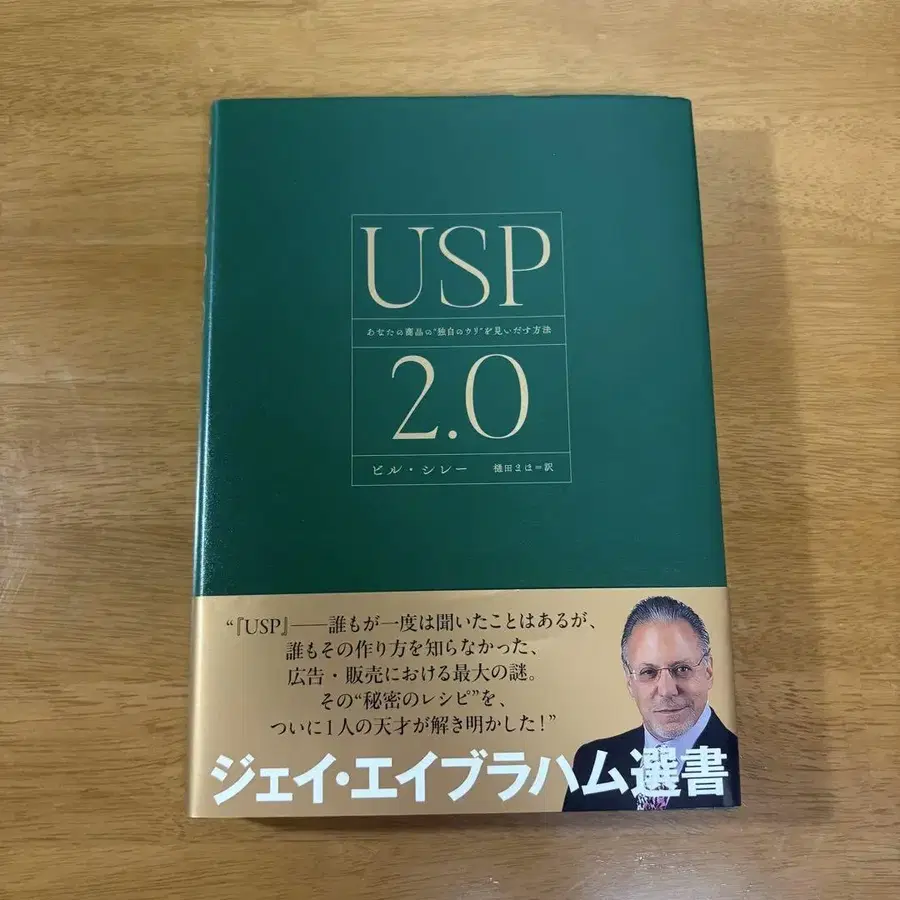 USP
あなたの商品の"独自のウリ"を見いだす方法
2.0
ビル・シレー 樋田まほ=訳
“『USP』――誰もが一度は聞いたことはあるが、
誰もその作り方を知らなかった、
広告・販売における最大の謎。
その“秘密のレシピ”を、
ついに1人の天才が解き明かした!”
ジェイ・エイブラハム選書